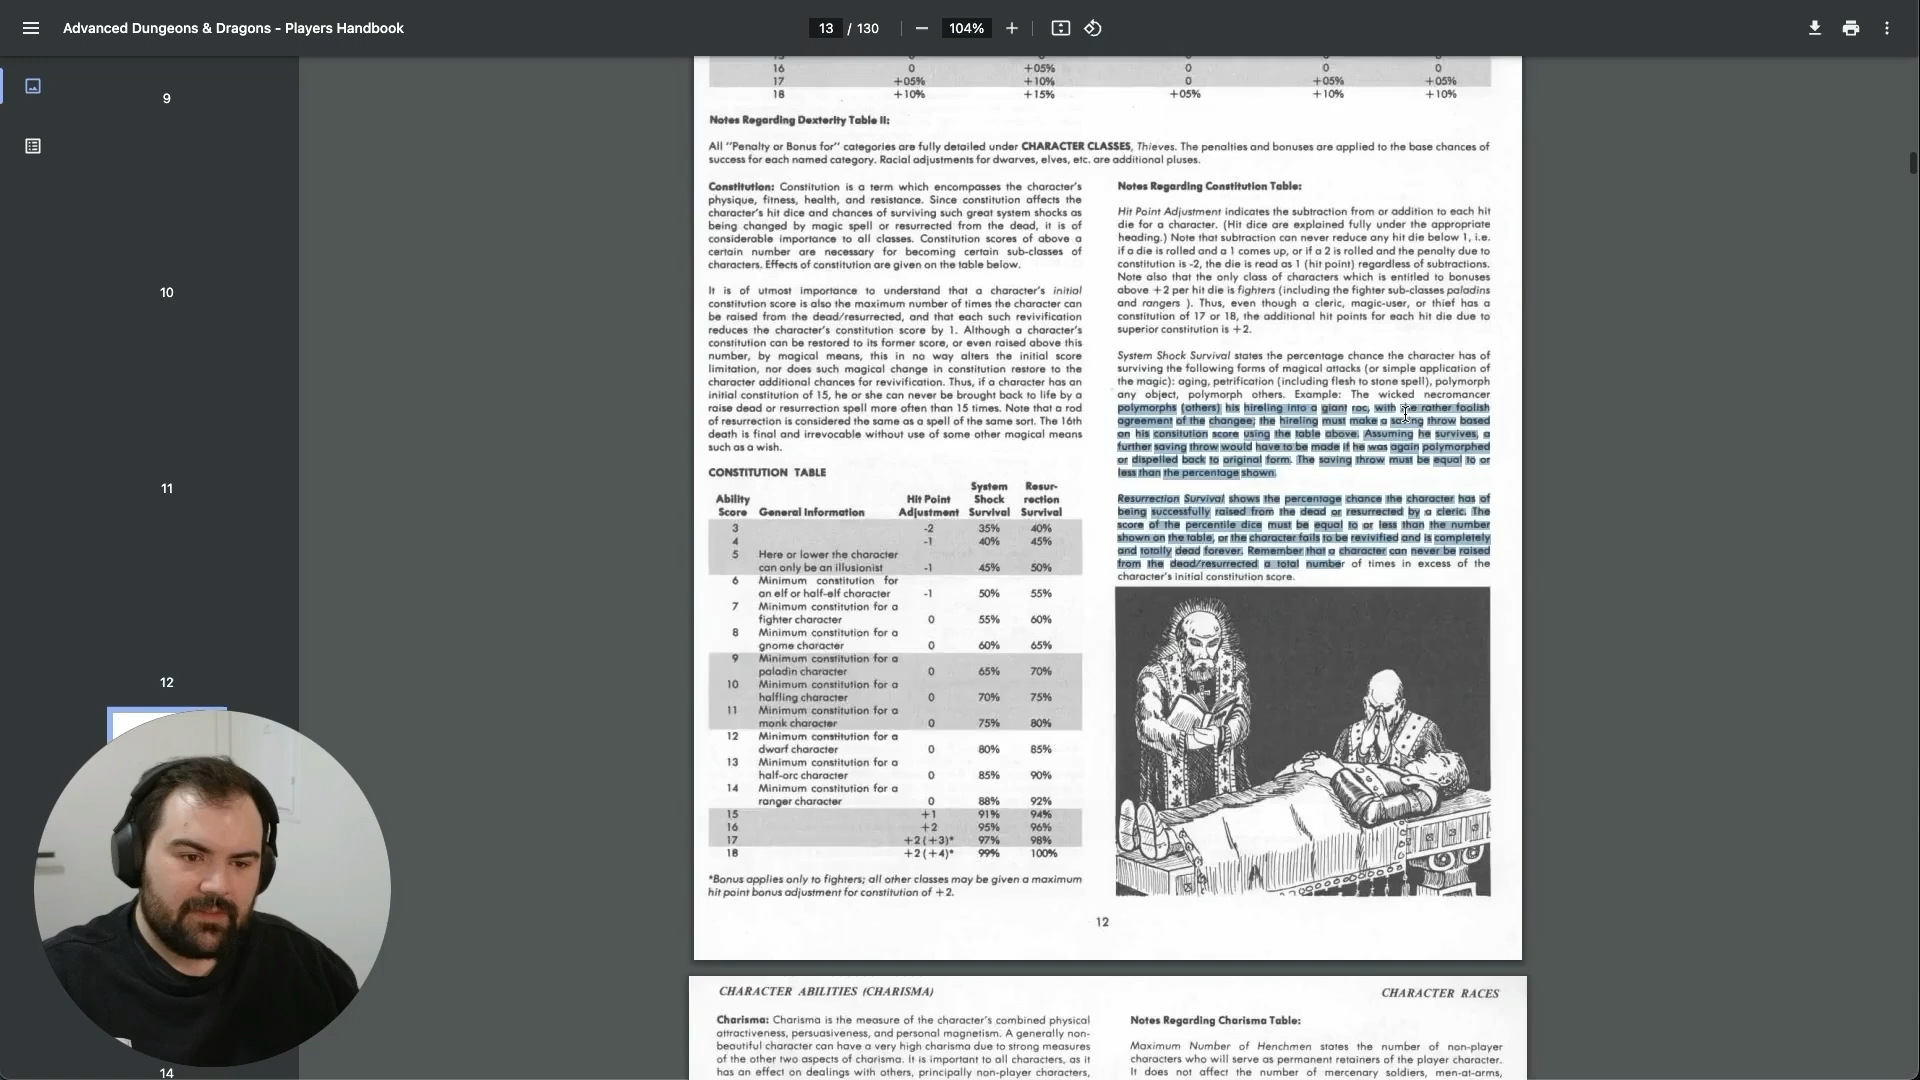 Advanced Dungeons & Dragons - Players Handbook
13 / 130
104%
9
10
11
12
14
16 0 +05% 0 0 0
17 +05% +10% 0 +05% +05%
18 +10% +15% +05% +10% +10%
Notes Regarding Dexterity Table II:
All "Penalty or Bonus for" categories are fully detailed under CHARACTER CLASSES, Thieves. The penalties and bonuses are applied to the base chances of
success for each named category. Racial adjustments for dwarves, elves, etc. are additional pluses.
Constitution: Constitution is a term which encompasses the character's
physique, fitness, health, and resistance. Since constitution affects the
character's hit dice and chances of surviving such great system shocks as
being changed by magic spell or resurrected from the dead, it is of
considerable importance to all classes. Constitution scores of above a
certain number are necessary for becoming certain sub-classes of
characters. Effects of constitution are given on the table below.
It is of utmost importance to understand that a character's initial
constitution score is also the maximum number of times the character can
be raised from the dead/resurrected, and that each such revivification
reduces the character's constitution score by 1. Although a character's
constitution can be restored to its former score, or even raised above this
number, by magical means, this in no way alters the initial score
limitation, nor does such magical change in constitution restore to the
character additional chances for revivification. Thus, if a character has an
initial constitution of 15, he or she can never be brought back to life by a
raise dead or resurrection spell more often than 15 times. Note that a rod
of resurrection is considered the same as a spell of the same sort. The 16th
death is final and irrevocable without use of some other magical means
such as a wish.
CONSTITUTION TABLE
System Resur-
Ability Hit Point Shock rection
Score General Information Adjustment Survival Survival
3 -2 35% 40%
4 -1 40% 45%
5 Here or lower the character
can only be an illusionist -1 45% 50%
6 Minimum constitution for
an elf or half-elf character -1 50% 55%
7 Minimum constitution for a
fighter character 0 55% 60%
8 Minimum constitution for a
gnome character 0 60% 65%
9 Minimum constitution for a
paladin character 0 65% 70%
10 Minimum constitution for a
halfling character 0 70% 75%
11 Minimum constitution for a
monk character 0 75% 80%
12 Minimum constitution for a
dwarf character 0 80% 85%
13 Minimum constitution for a
half-orc character 0 85% 90%
14 Minimum constitution for a
ranger character 0 88% 92%
15 +1 91% 94%
16 +2 95% 96%
17 +2 (+3)* 97% 98%
18 +2 (+4)* 99% 100%
*Bonus applies only to fighters; all other classes may be given a maximum
hit point bonus adjustment for constitution of +2.
Notes Regarding Constitution Table:
Hit Point Adjustment indicates the subtraction from or addition to each hit
die for a character. (Hit dice are explained fully under the appropriate
heading.) Note that subtraction can never reduce any hit die below 1, i.e.
if a die is rolled and a 1 comes up, or if a 2 is rolled and the penalty due to
constitution is -2, the die is read as 1 (hit point) regardless of subtractions.
Note also that the only class of characters which is entitled to bonuses
above +2 per hit die is fighters (including the fighter sub-classes paladins
and rangers ). Thus, even though a cleric, magic-user, or thief has a
constitution of 17 or 18, the additional hit points for each hit die due to
superior constitution is +2.
System Shock Survival states the percentage chance the character has of
surviving the following forms of magical attacks (or simple application of
the magic): aging, petrification (including flesh to stone spell), polymorph
any object, polymorph others. Example: The wicked necromancer
polymorphs (others) his hireling into a giant roc, with the rather foolish
agreement of the changee; the hireling must make a saving throw based
on his consitution score using the table above. Assuming he survives, a
further saving throw would have to be made if he was again polymorphed
or dispelled back to original form. The saving throw must be equal to or
less than the percentage shown.
Resurrection Survival shows the percentage chance the character has of
being successfully raised from the dead or resurrected by a cleric. The
score of the percentile dice must be equal to or less than the number
shown on the table, or the character fails to be revivified and is completely
and totally dead forever. Remember that a character can never be raised
from the dead/resurrected a total number of times in excess of the
character's initial constitution score.
12
CHARACTER ABILITIES (CHARISMA)
CHARACTER RACES
Charisma: Charisma is the measure of the character's combined physical
attractiveness, persuasiveness, and personal magnetism. A generally non-
beautiful character can have a very high charisma due to strong measures
of the other two aspects of charisma. It is important to all characters, as it
has an effect on dealings with others, principally non-player characters,
Notes Regarding Charisma Table:
Maximum Number of Henchmen states the number of non-player
characters who will serve as permanent retainers of the player character.
It does not affect the number of mercenary soldiers, men-at-arms,